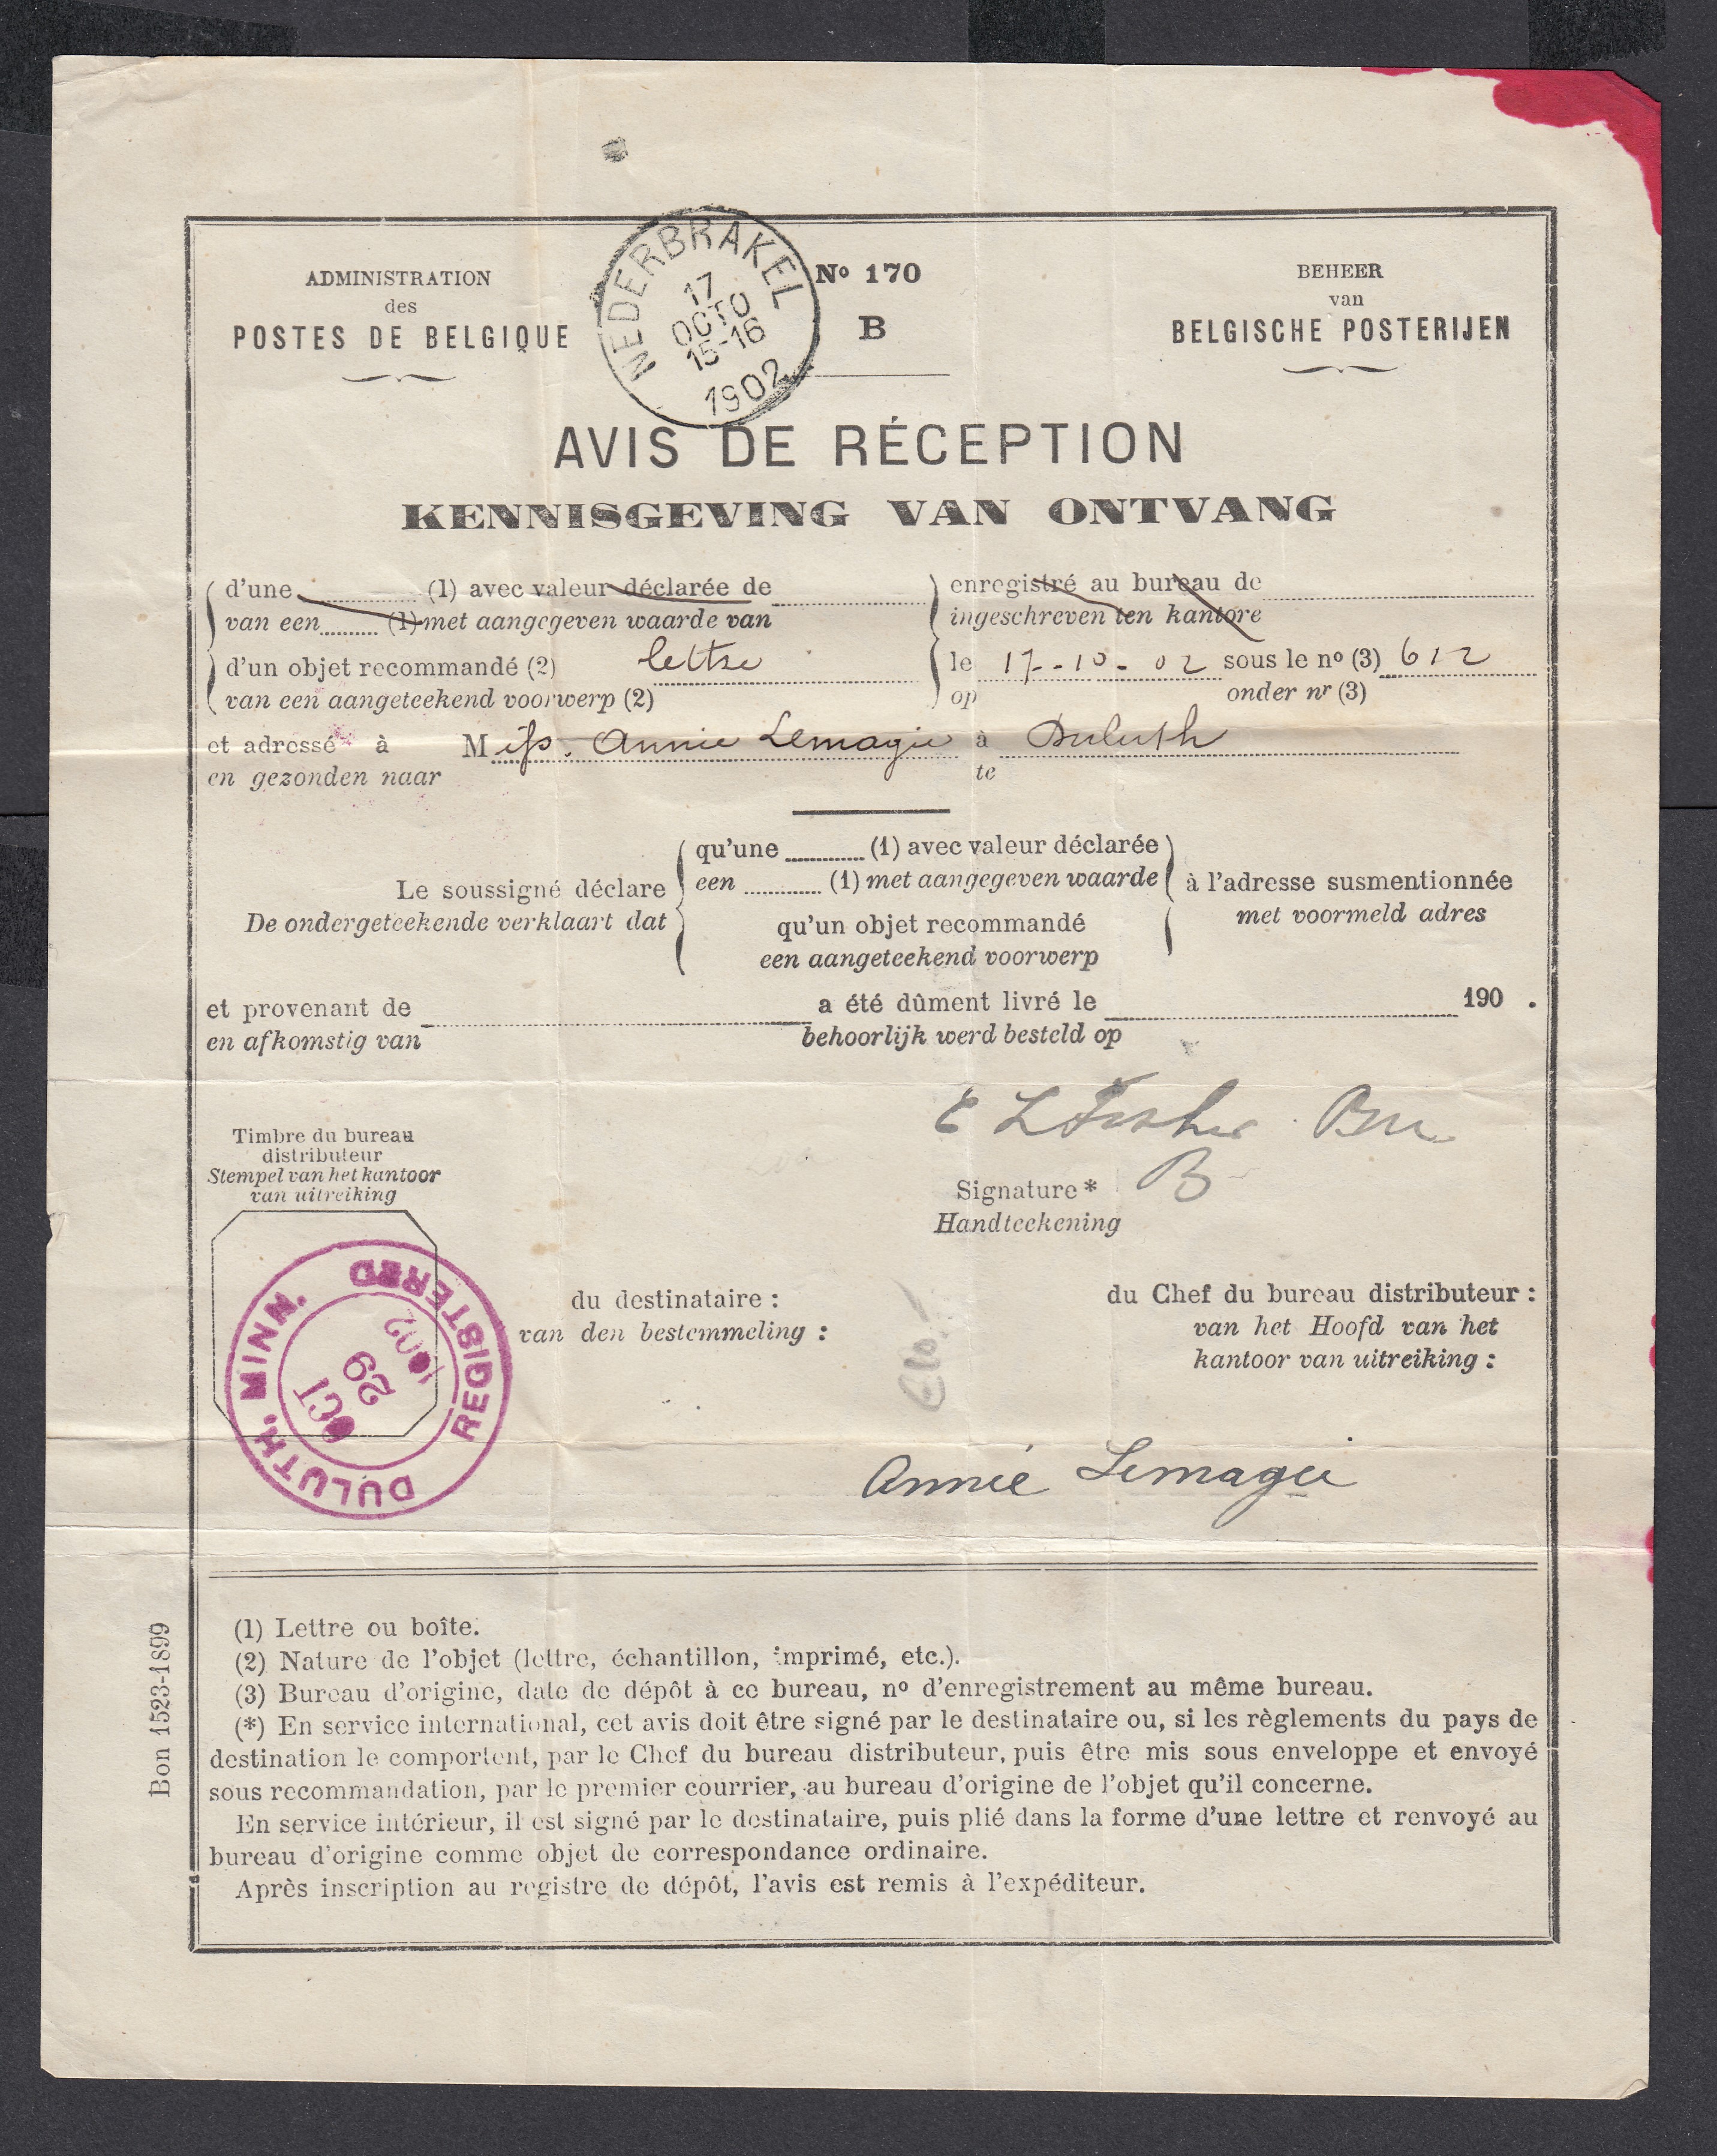 ADMINISTRATION
des
POSTES DE BELGIQUE
NEDERBRAKEL
17
OCTO
15-16
1902
Nº 170
B
BEHEER
van
BELGISCHE POSTERIJEN
AVIS DE RÉCEPTION
KENNISGEVING VAN ONTVANG
d'une (1) avec valeur déclarée de
van een (1) met aangegeven waarde van
d'un objet recommandé (2) lettre
van een aangeteekend voorwerp (2)
enregistré au bureau de
ingeschreven ten kantore
le 17-10-02 sous le nº (3) 612
op onder nr (3)
et adressé à Miss. Annie Lemagie à Duluth
en gezonden naar te
Le soussigné déclare
De ondergeteekende verklaart dat
qu'une (1) avec valeur déclarée
een (1) met aangegeven waarde
qu'un objet recommandé
een aangeteekend voorwerp
à l'adresse susmentionnée
met voormeld adres
et provenant de a été dûment livré le 190 .
en afkomstig van behoorlijk werd besteld op
E L
B
Timbre du bureau
distributeur
Stempel van het kantoor
van uitreiking
Signature*
Handteekening
DULUTH, MINN.
REGISTERED
OCT
29
1902
du destinataire :
van den bestemmeling :
du Chef du bureau distributeur :
van het Hoofd van het
kantoor van uitreiking :
Annie Lemagie
(1) Lettre ou boîte.
(2) Nature de l'objet (lettre, échantillon, imprimé, etc.).
(3) Bureau d'origine, date de dépôt à ce bureau, nº d'enregistrement au même bureau.
(*) En service international, cet avis doit être signé par le destinataire ou, si les règlements du pays de
destination le comportent, par le Chef du bureau distributeur, puis être mis sous enveloppe et envoyé
sous recommandation, par le premier courrier, au bureau d'origine de l'objet qu'il concerne.
En service intérieur, il est signé par le destinataire, puis plié dans la forme d'une lettre et renvoyé au
bureau d'origine comme objet de correspondance ordinaire.
Après inscription au registre de dépôt, l'avis est remis à l'expéditeur.
Bon 1523-1899